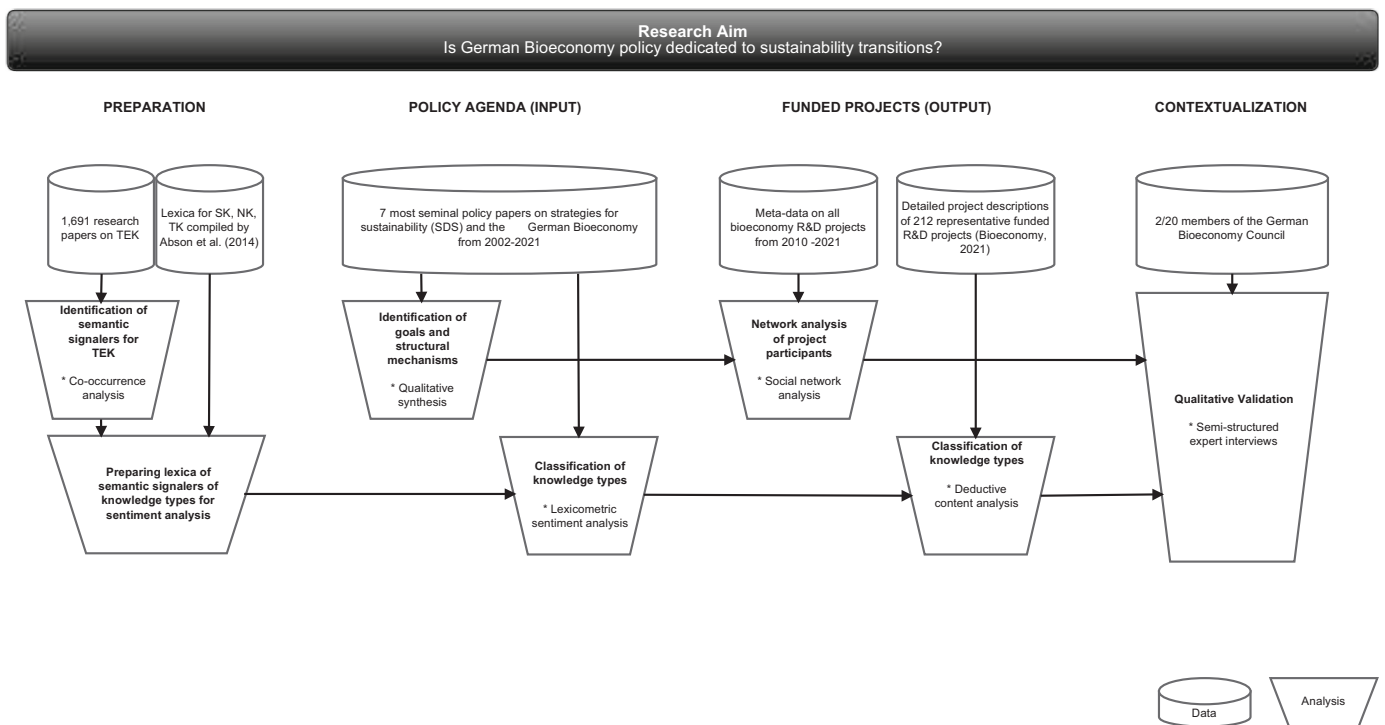 Research Aim
Is German Bioeconomy policy dedicated to sustainability transitions?
PREPARATION
POLICY AGENDA (INPUT)
FUNDED PROJECTS (OUTPUT)
CONTEXTUALIZATION
1,691 research
papers on TEK
Lexica for SK, NK,
TK compiled by
Abson et al. (2014)
7 most seminal policy papers on strategies for
sustainability (SDS) and the German Bioeconomy
from 2002-2021
Meta-data on all
bioeconomy R&D projects
from 2010 -2021
Detailed project descriptions
of 212 representative funded
R&D projects (Bioeconomy,
2021)
2/20 members of the German
Bioeconomy Council
Identification of
semantic
signalers for
TEK
* Co-occurrence
analysis
Identification of
goals and
structural
mechanisms
* Qualitative
synthesis
Network analysis
of project
participants
* Social network
analysis
Qualitative Validation
* Semi-structured
expert interviews
Preparing lexica of
semantic signalers of
knowledge types for
sentiment analysis
Classification of
knowledge types
* Lexicometric
sentiment analysis
Classification of
knowledge types
* Deductive
content analysis
Data
Analysis